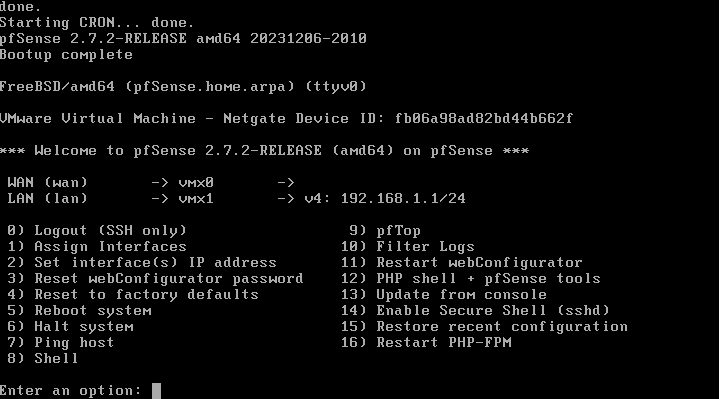 done.
Starting CRON... done.
pfSense 2.7.2-RELEASE amd64 20231206-2010
Bootup complete
FreeBSD/amd64 (pfSense.home.arpa) (ttyv0)
VMware Virtual Machine - Netgate Device ID: fb06a98ad82bd44b662f
*** Welcome to pfSense 2.7.2-RELEASE (amd64) on pfSense ***
WAN (wan) -> vmx0 ->
LAN (lan) -> vmx1 -> v4: 192.168.1.1/24
0) Logout (SSH only) 9) pfTop
1) Assign Interfaces 10) Filter Logs
2) Set interface(s) IP address 11) Restart webConfigurator
3) Reset webConfigurator password 12) PHP shell + pfSense tools
4) Reset to factory defaults 13) Update from console
5) Reboot system 14) Enable Secure Shell (sshd)
6) Halt system 15) Restore recent configuration
7) Ping host 16) Restart PHP-FPM
8) Shell
Enter an option: